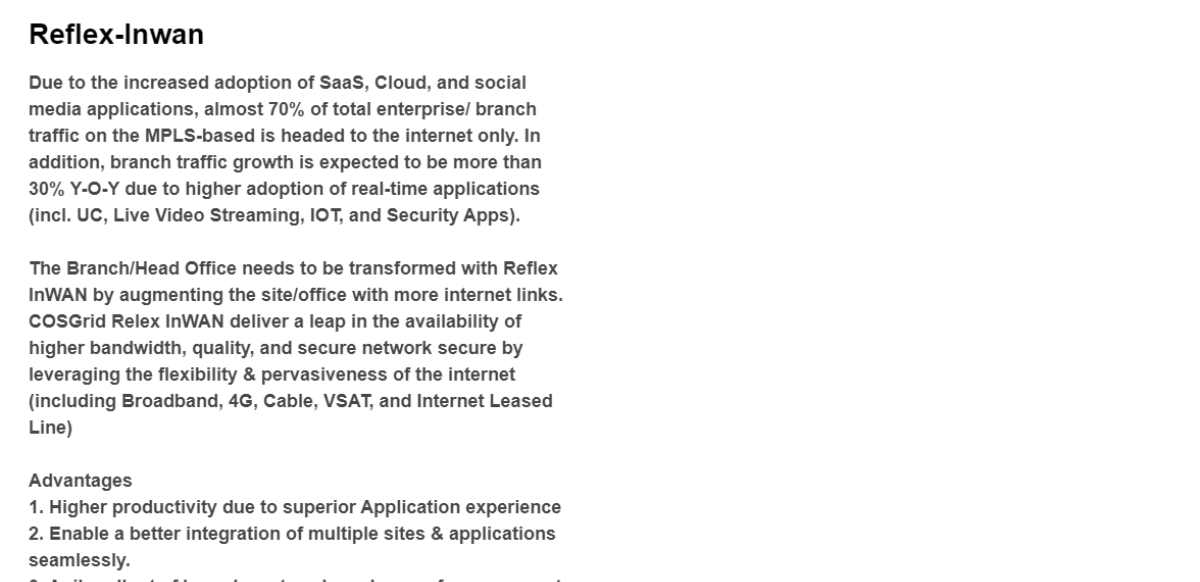 Reflex-Inwan
Due to the increased adoption of SaaS, Cloud, and social
media applications, almost 70% of total enterprise/ branch
traffic on the MPLS-based is headed to the internet only. In
addition, branch traffic growth is expected to be more than
30% Y-O-Y due to higher adoption of real-time applications
(incl. UC, Live Video Streaming, IOT, and Security Apps).
The Branch/Head Office needs to be transformed with Reflex
InWAN by augmenting the site/office with more internet links.
COSGrid Relex InWAN deliver a leap in the availability of
higher bandwidth, quality, and secure network secure by
leveraging the flexibility & pervasiveness of the internet
(including Broadband, 4G, Cable, VSAT, and Internet Leased
Line)
Advantages
1. Higher productivity due to superior Application experience
2. Enable a better integration of multiple sites & applications
seamlessly.